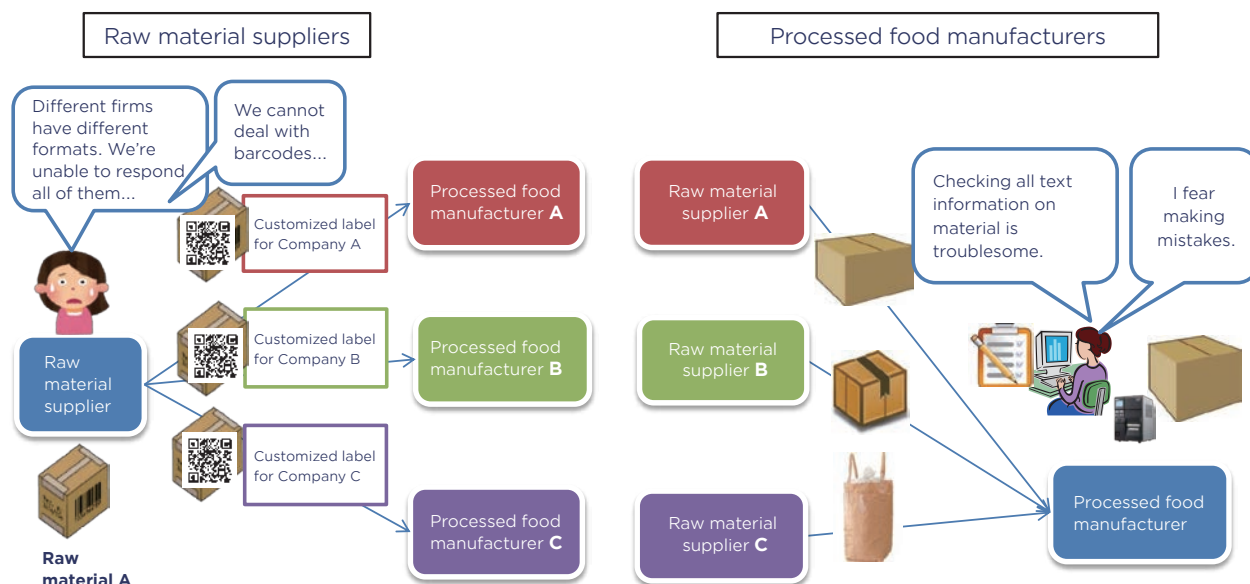 Raw material suppliers
Processed food manufacturers
Different firms
have different
formats. We’re
unable to respond
all of them...
We cannot
deal with
barcodes...
Customized label
for Company A
Processed food
manufacturer A
Customized label
for Company B
Processed food
manufacturer B
Raw
material
supplier
Customized label
for Company C
Processed food
manufacturer C
Raw
material A
Raw material
supplier A
Checking all text
information on
material is
troublesome.
I fear
making
mistakes.
Raw material
supplier B
Raw material
supplier C
Processed food
manufacturer